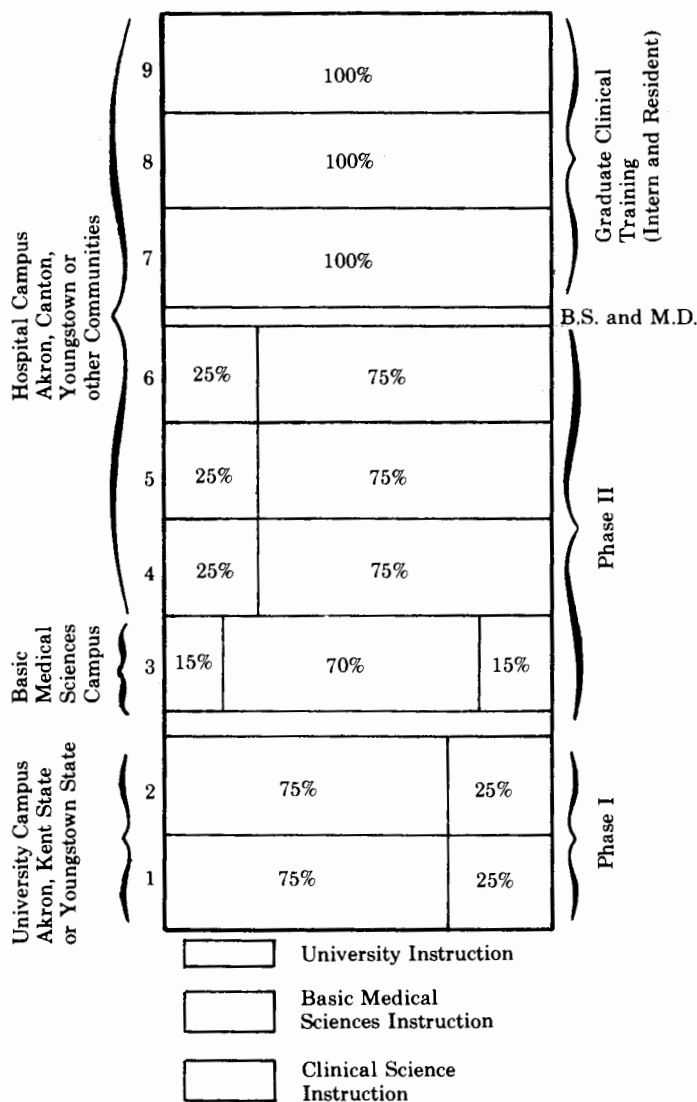 Hospital Campus
Akron, Canton,
Youngstown or
other Communities
9
100%
8
100%
7
100%
Graduate Clinical
Training
(Intern and Resident)
B.S. and M.D.
6
25%
75%
5
25%
75%
4
25%
75%
Phase II
Basic
Medical
Sciences
Campus
3
15%
70%
15%
University Campus
Akron, Kent State
or Youngstown State
2
75%
25%
1
75%
25%
Phase I
University Instruction
Basic Medical
Sciences Instruction
Clinical Science
Instruction